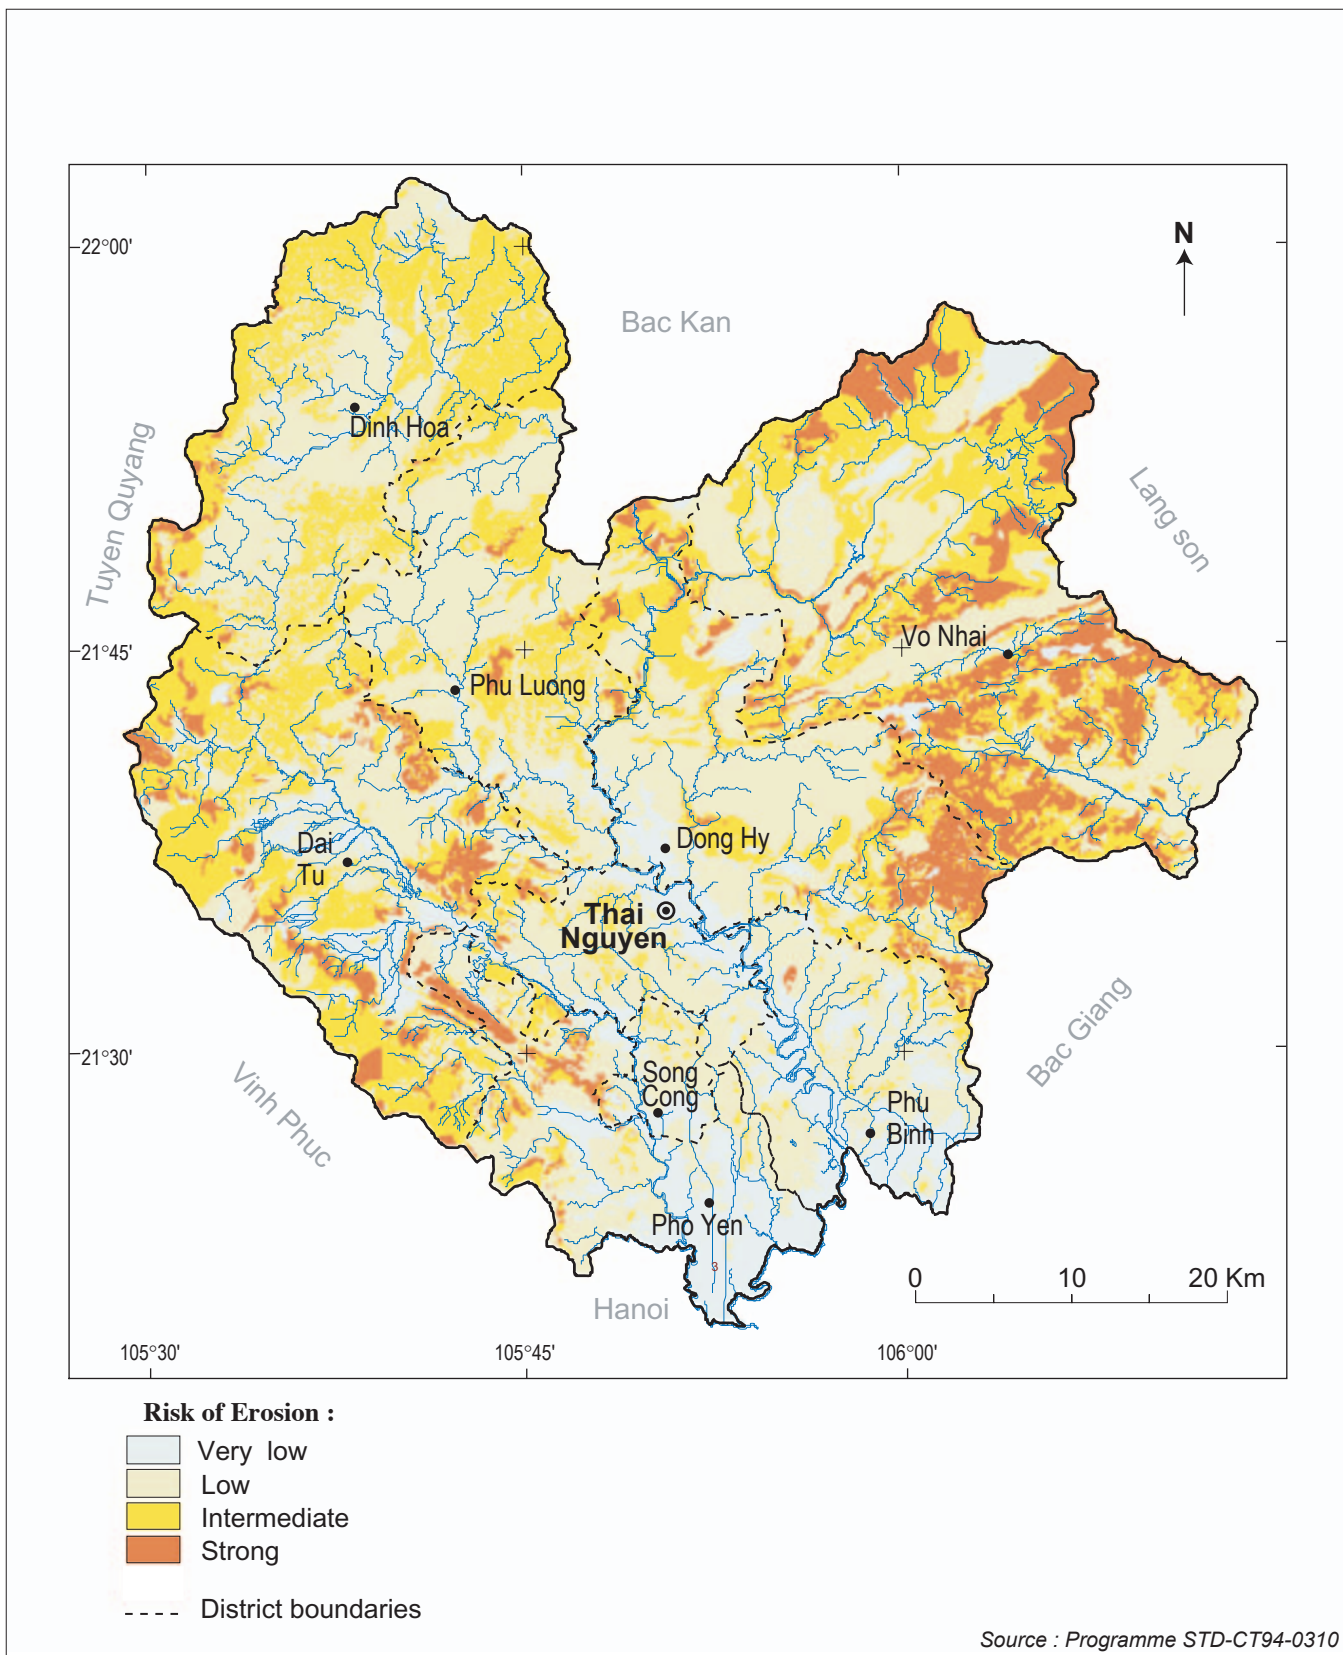 N
22°00'
Bac Kan
Dinh Hoa
Tuyen Quyang
Lang son
Vo Nhai
21°45'
Phu Luong
Dong Hy
Dai
Tu
Thai
Nguyen
Bac Giang
21°30'
Song
Cong
Vinh Phuc
Phu
Binh
Pho Yen
3
0 10 20 Km
Hanoi
105°30' 105°45' 106°00'
Risk of Erosion :
Very low
Low
Intermediate
Strong
District boundaries
Source : Programme STD-CT94-0310